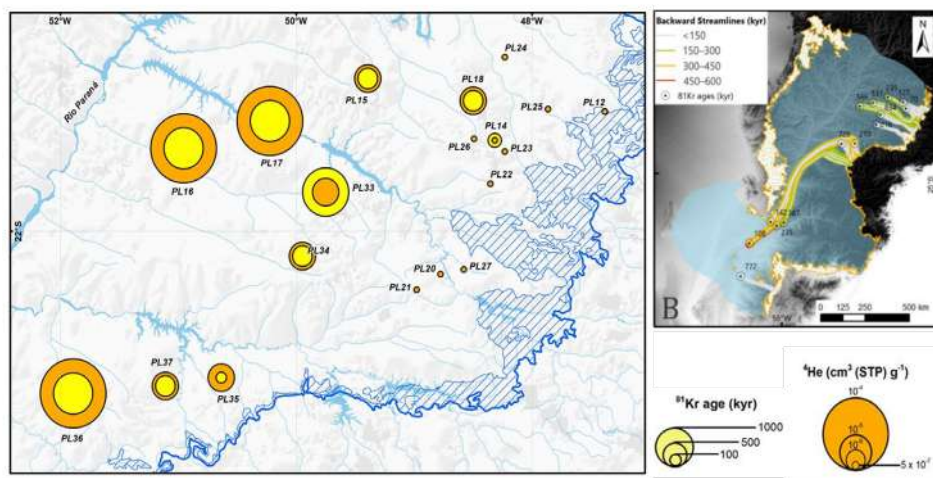 52°W
50°W
48°W
Rio Paraná
22°S
PL24
PL15
PL18
PL25
PL12
PL14
PL26
PL23
PL22
PL16
PL17
PL33
PL34
PL20
PL27
PL21
PL37
PL35
PL36
Backward Streamlines (kyr)
<150
150–300
300–450
450–600
81Kr ages (kyr)
N
B
0 125 250 500 km
772
⁸¹Kr age (kyr)
1000
500
100
⁴He (cm³ (STP) g⁻¹)
10⁻⁴
5 x 10⁻⁷